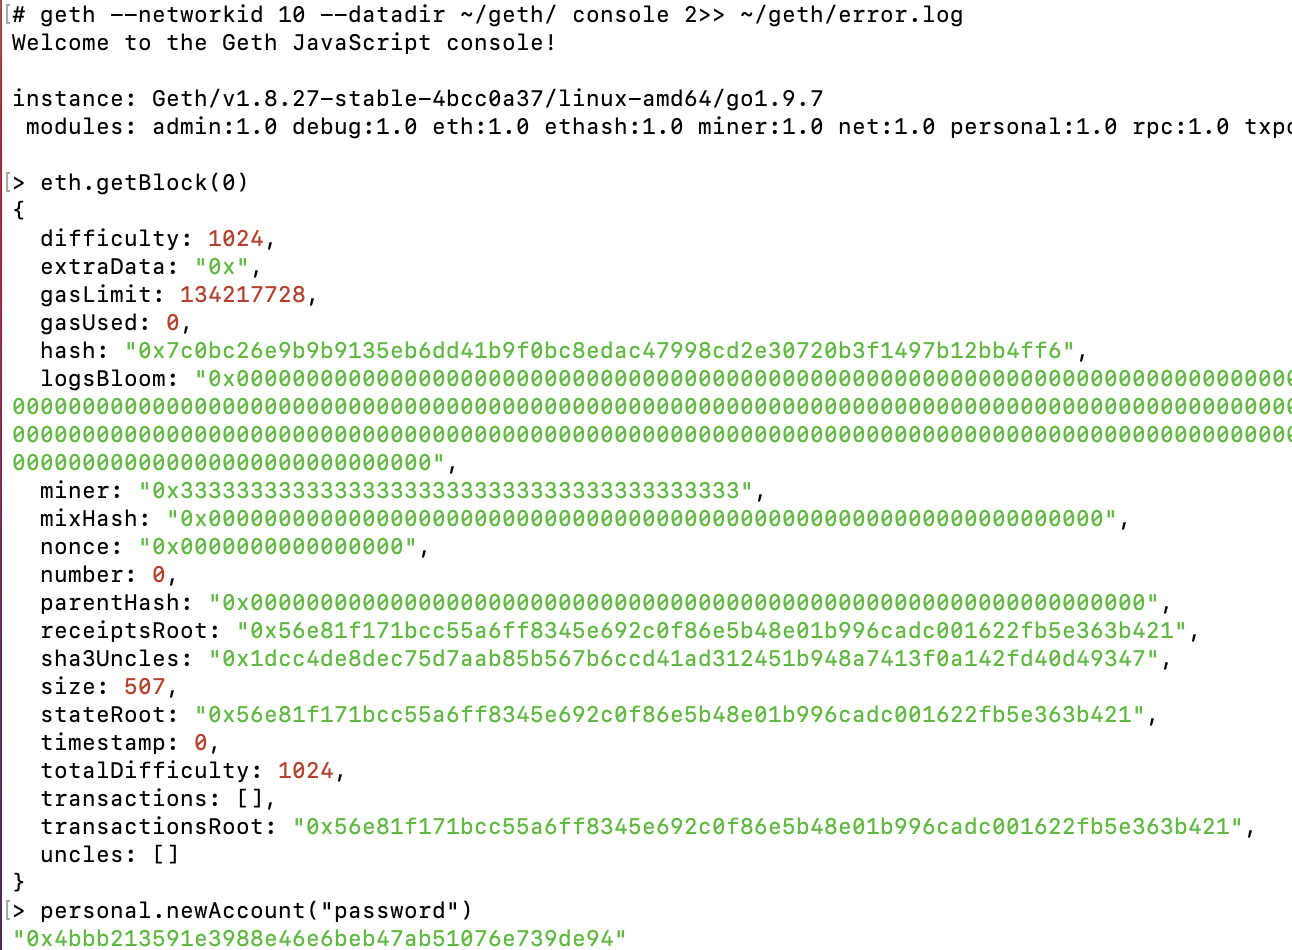 [# geth --networkid 10 --datadir ~/geth/ console 2>> ~/geth/error.log
Welcome to the Geth JavaScript console!
instance: Geth/v1.8.27-stable-4bcc0a37/linux-amd64/go1.9.7
modules: admin:1.0 debug:1.0 eth:1.0 ethash:1.0 miner:1.0 net:1.0 personal:1.0 rpc:1.0 txpo
[> eth.getBlock(0)
{
difficulty: 1024,
extraData: "0x",
gasLimit: 134217728,
gasUsed: 0,
hash: "0x7c0bc26e9b9b9135eb6dd41b9f0bc8edac47998cd2e30720b3f1497b12bb4ff6",
logsBloom: "0x0000000000000000000000000000000000000000000000000000000000000000000000000000
00000000000000000000000000000000000000000000000000000000000000000000000000000000000000000000
00000000000000000000000000000000000000000000000000000000000000000000000000000000000000000000
000000000000000000000000000000",
miner: "0x3333333333333333333333333333333333333333",
mixHash: "0x0000000000000000000000000000000000000000000000000000000000000000",
nonce: "0x0000000000000000",
number: 0,
parentHash: "0x0000000000000000000000000000000000000000000000000000000000000000",
receiptsRoot: "0x56e81f171bcc55a6ff8345e692c0f86e5b48e01b996cadc001622fb5e363b421",
sha3Uncles: "0x1dcc4de8dec75d7aab85b567b6ccd41ad312451b948a7413f0a142fd40d49347",
size: 507,
stateRoot: "0x56e81f171bcc55a6ff8345e692c0f86e5b48e01b996cadc001622fb5e363b421",
timestamp: 0,
totalDifficulty: 1024,
transactions: [],
transactionsRoot: "0x56e81f171bcc55a6ff8345e692c0f86e5b48e01b996cadc001622fb5e363b421",
uncles: []
}
[> personal.newAccount("password")
"0x4bbb213591e3988e46e6beb47ab51076e739de94"